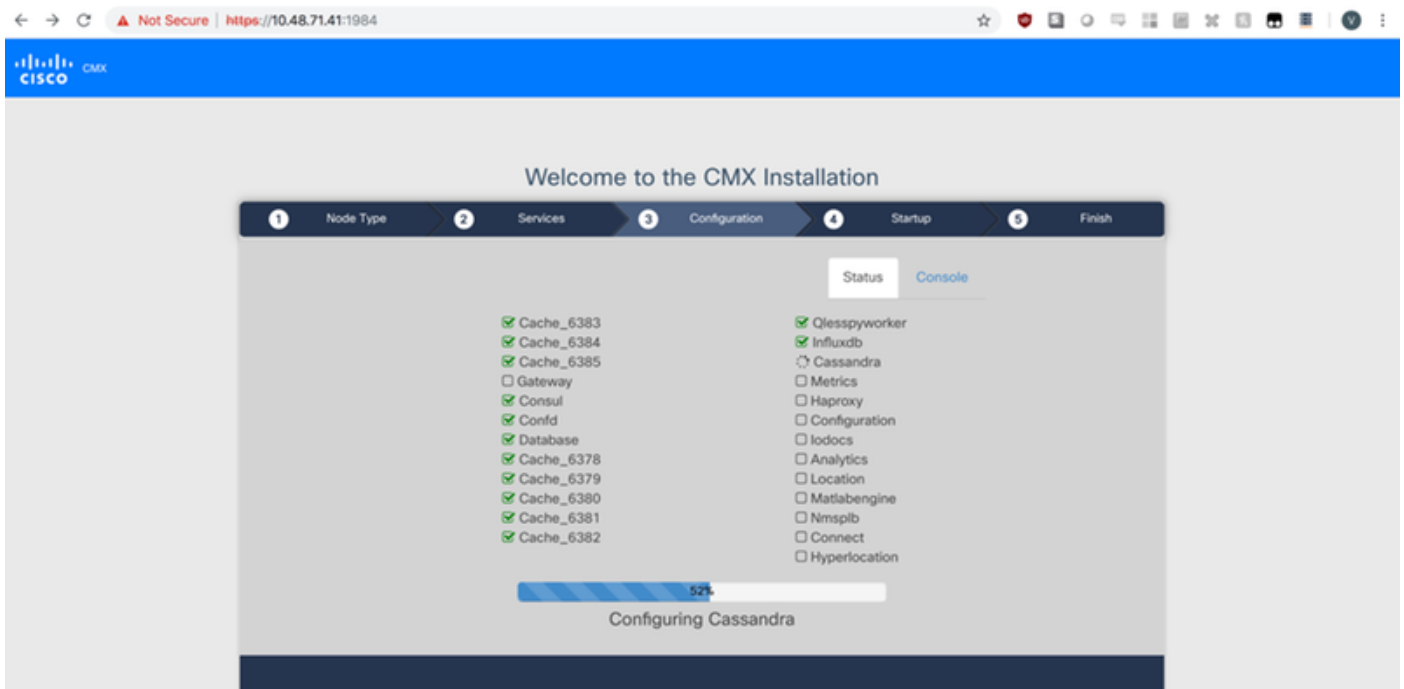 Not Secure | https://10.48.71.41:1984
V
CISCO CMX
Welcome to the CMX Installation
1 Node Type 2 Services 3 Configuration 4 Startup 5 Finish
Status Console
Cache_6383
Cache_6384
Cache_6385
Gateway
Consul
Confd
Database
Cache_6378
Cache_6379
Cache_6380
Cache_6381
Cache_6382
Qlesspyworker
Influxdb
Cassandra
Metrics
Haproxy
Configuration
Iodocs
Analytics
Location
Matlabengine
Nmsplb
Connect
Hyperlocation
52%
Configuring Cassandra